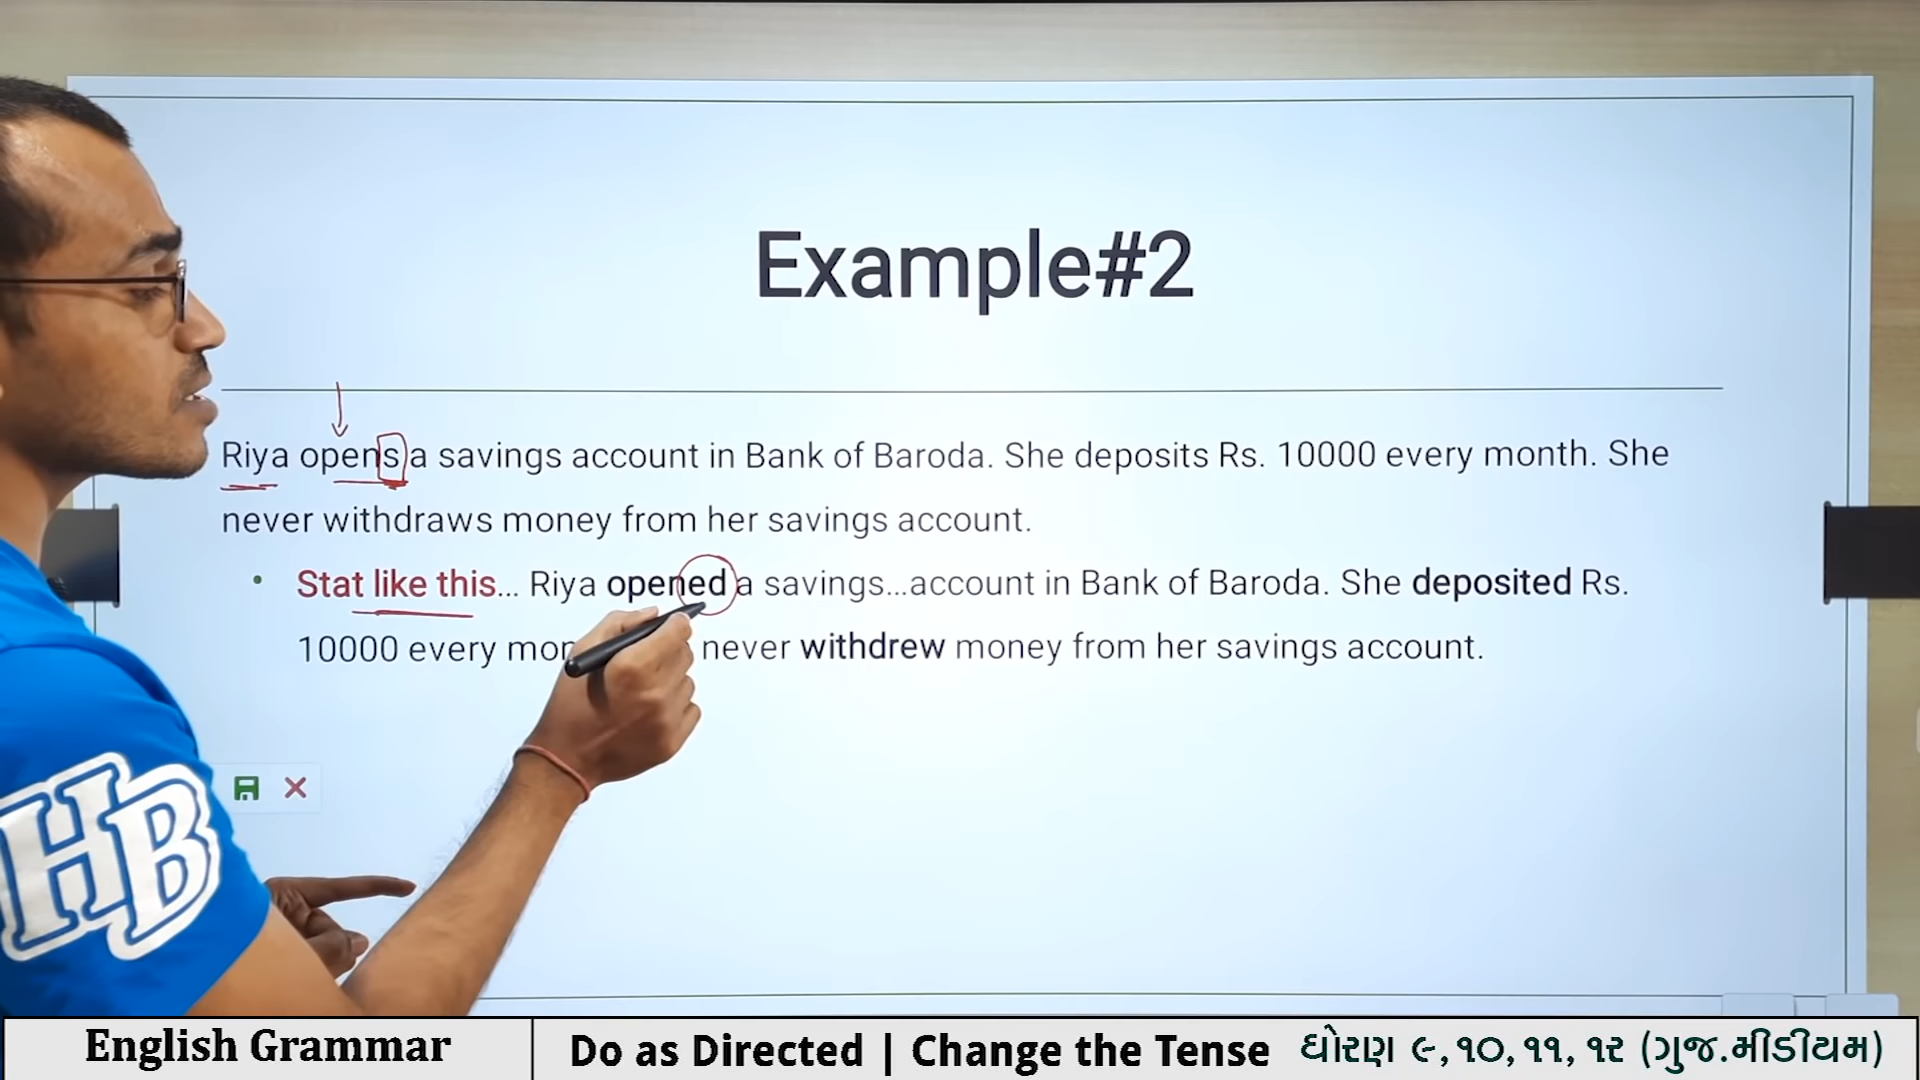 Example#2
Riya opens a savings account in Bank of Baroda. She deposits Rs. 10000 every month. She
never withdraws money from her savings account.
• Stat like this... Riya opened a savings...account in Bank of Baroda. She deposited Rs.
10000 every mon never withdrew money from her savings account.
HB
English Grammar
Do as Directed | Change the Tense
ધોરણ ૯, ૧૦, ૧૧, ૧૨ (ગુજ.મીડીયમ)